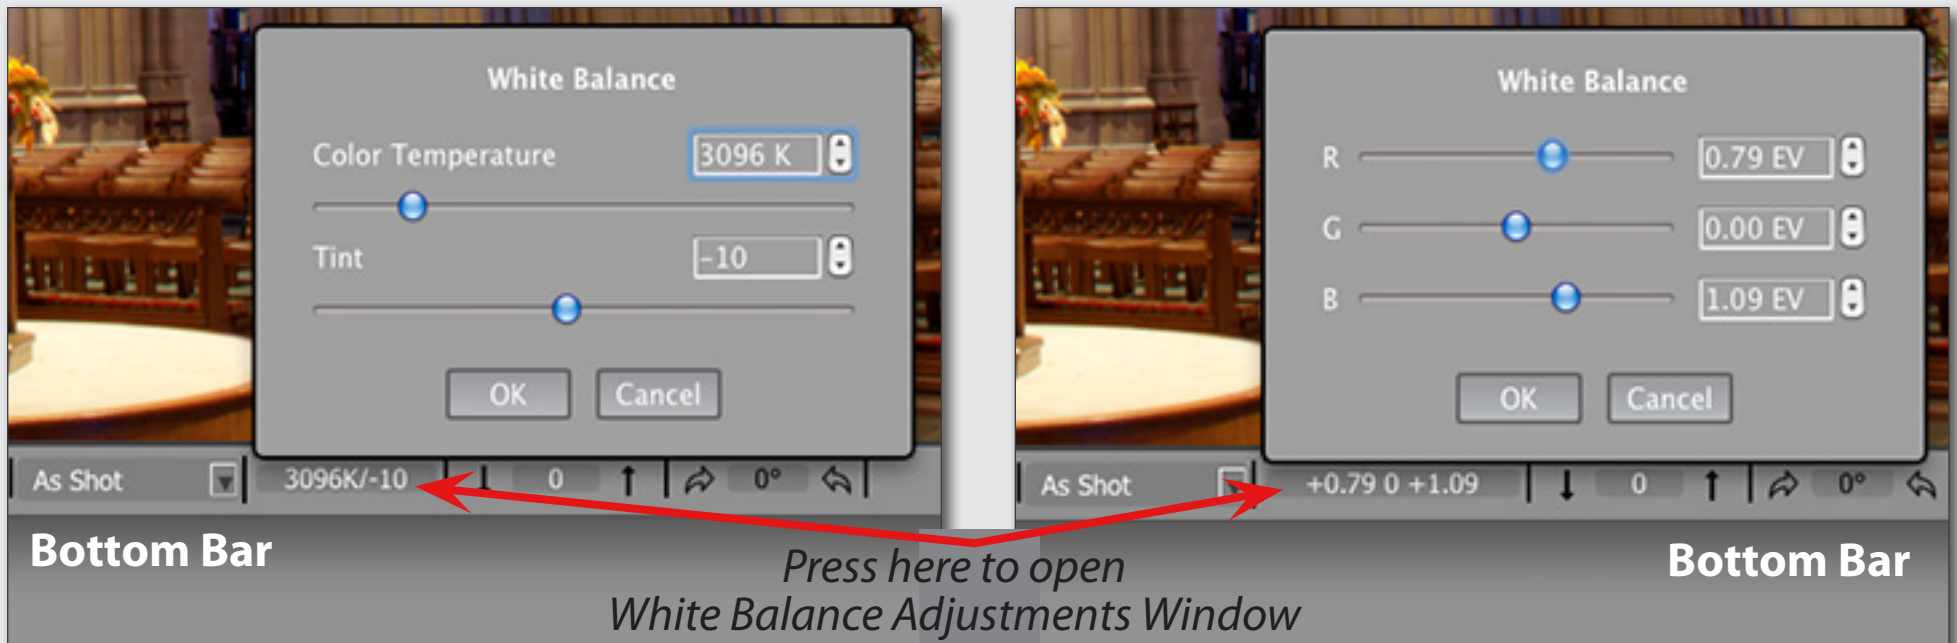 White Balance
Color Temperature 3096 K
Tint -10
OK Cancel
As Shot 3096K/-10 0 0°
Bottom Bar
White Balance
R 0.79 EV
G 0.00 EV
B 1.09 EV
OK Cancel
As Shot +0.79 0 +1.09 0 0°
Bottom Bar
Press here to open
White Balance Adjustments Window